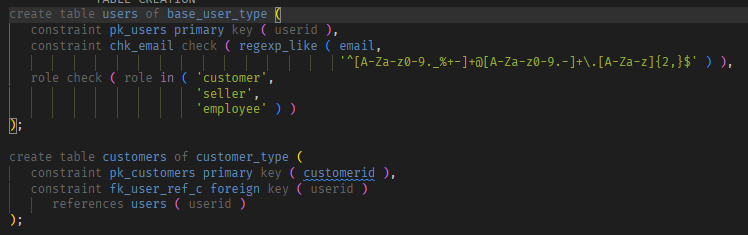 TABLE CREATION
create table users of base_user_type (
constraint pk_users primary key ( userid ),
constraint chk_email check ( regexp_like ( email,
'^[A-Za-z0-9._%+-]+@[A-Za-z0-9.-]+\.[A-Za-z]{2,}$' ) ),
role check ( role in ( 'customer',
'seller',
'employee' ) )
);
create table customers of customer_type (
constraint pk_customers primary key ( customerid ),
constraint fk_user_ref_c foreign key ( userid )
references users ( userid )
);